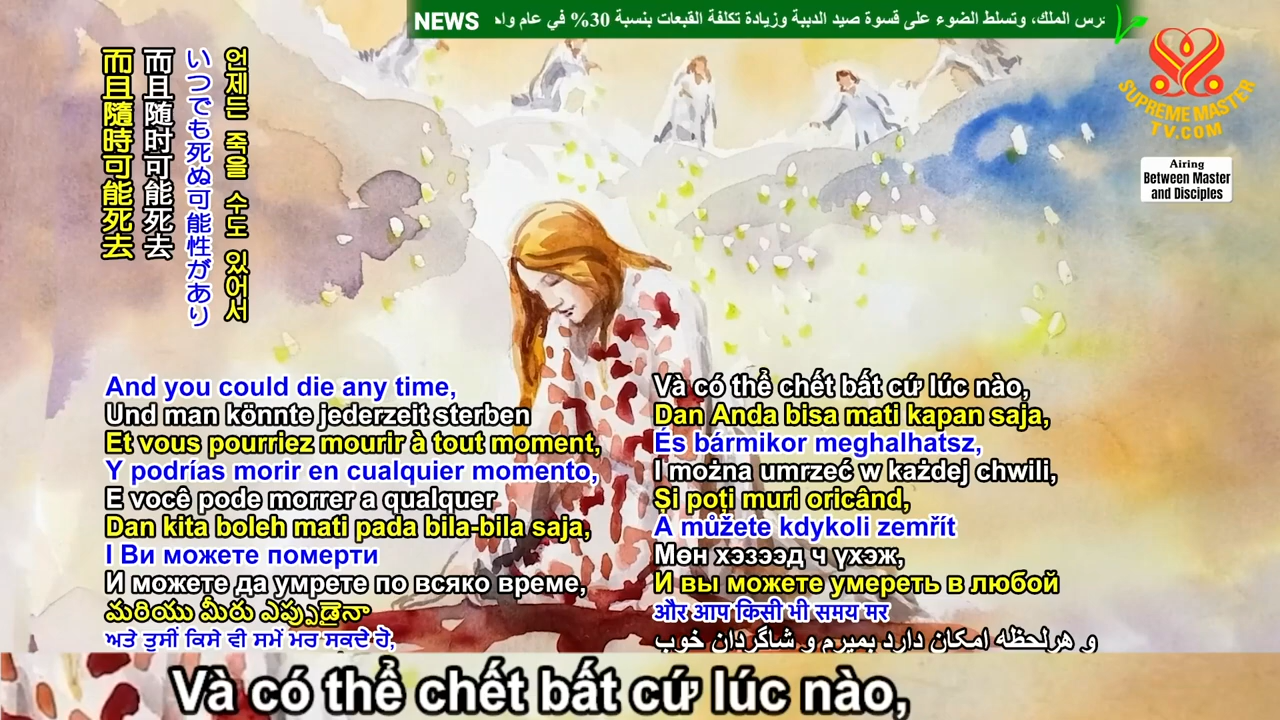 NEWS
حرس الملك، وتسلط الضوء على قسوة صيد الدببة وزيادة تكلفة القبعات بنسبة 30% في عام
SUPREME MASTER
TV.COM
Airing
Between Master
and Disciples
언제든 죽을 수도 있어서
いつでも死ぬ可能性があり
而且随时可能死去
而且隨時可能死去
And you could die any time,
Und man könnte jederzeit sterben
Et vous pourriez mourir à tout moment,
Y podrías morir en cualquier momento,
E você pode morrer a qualquer
Dan kita boleh mati pada bila-bila saja,
І Ви можете померти
И можете да умрете по всяко време,
మరియు మీరు ఎప్పుడైనా
ਅਤੇ ਤੁਸੀਂ ਕਿਸੇ ਵੀ ਸਮੇਂ ਮਰ ਸਕਦੇ ਹੋ,
Và có thể chết bất cứ lúc nào,
Dan Anda bisa mati kapan saja,
És bármikor meghalhatsz,
I można umrzeć w każdej chwili,
Și poți muri oricând,
A můžete kdykoli zemřít
Мөн хэзээд ч үхэж,
И вы можете умереть в любой
और आप किसी भी समय मर
و هرلحظه امکان دارد بمیرم و شاگردان خوب
Và có thể chết bất cứ lúc nào,